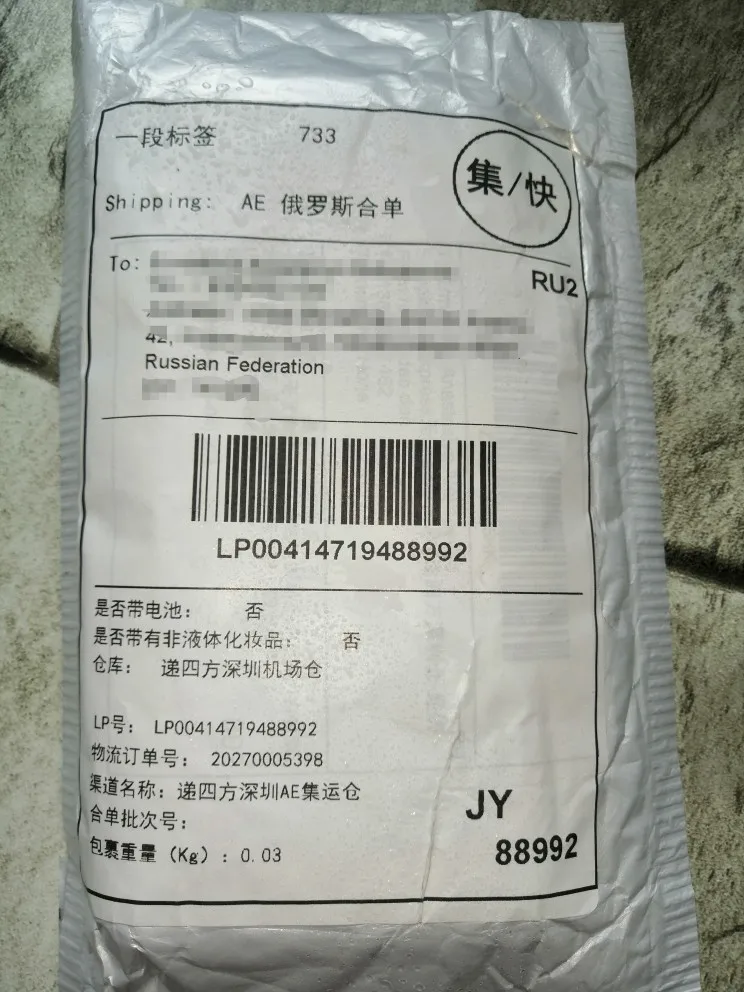 一段标签 733
集/快
Shipping: AE 俄罗斯合单
To:
RU2
42,
Russian Federation
LP00414719488992
是否带电池: 否
是否带有非液体化妆品: 否
仓库: 递四方深圳机场仓
LP号: LP00414719488992
物流订单号: 20270005398
渠道名称: 递四方深圳AE集运仓
JY
合单批次号:
88992
包裹重量 (Kg) : 0.03